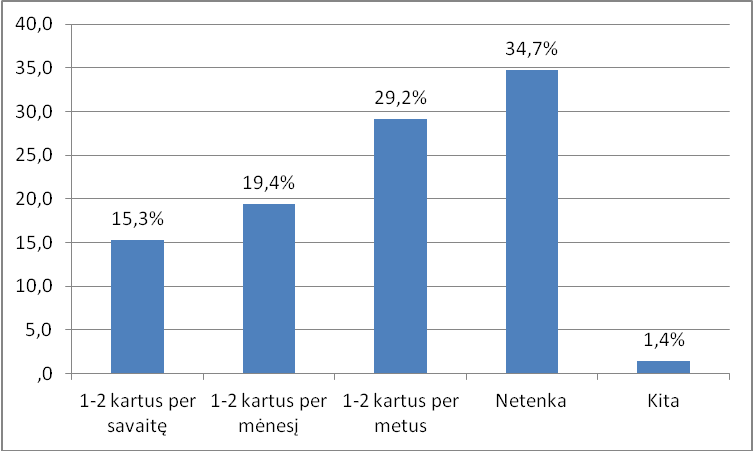 40,0
35,0
30,0
25,0
20,0
15,0
10,0
5,0
,0
15,3%
19,4%
29,2%
34,7%
1,4%
1-2 kartus per
savaitę
1-2 kartus per
mėnesį
1-2 kartus per
metus
Netenka
Kita